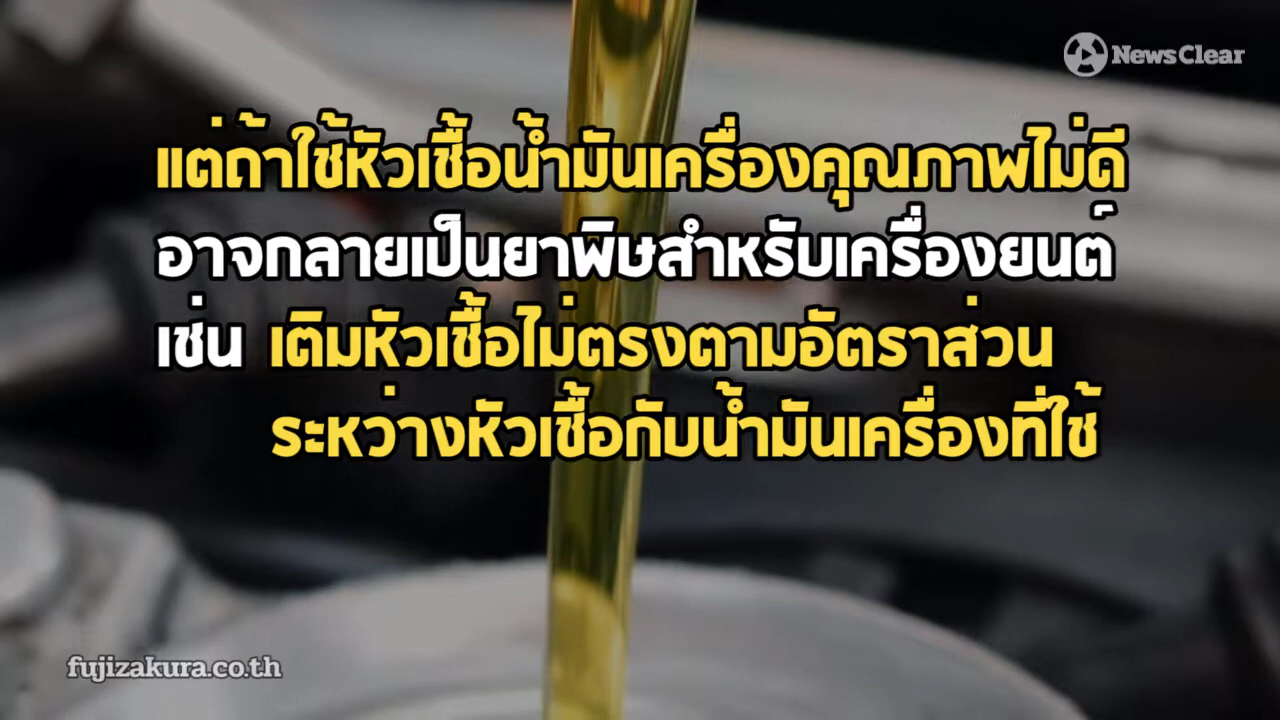 News Clear
แต่ถ้าใช้หัวเชื้อน้ำมันเครื่องคุณภาพไม่ดี
อาจกลายเป็นยาพิษสำหรับเครื่องยนต์
เช่น เติมหัวเชื้อไม่ตรงตามอัตราส่วน
ระหว่างหัวเชื้อกับน้ำมันเครื่องที่ใช้
fujizakura.co.th